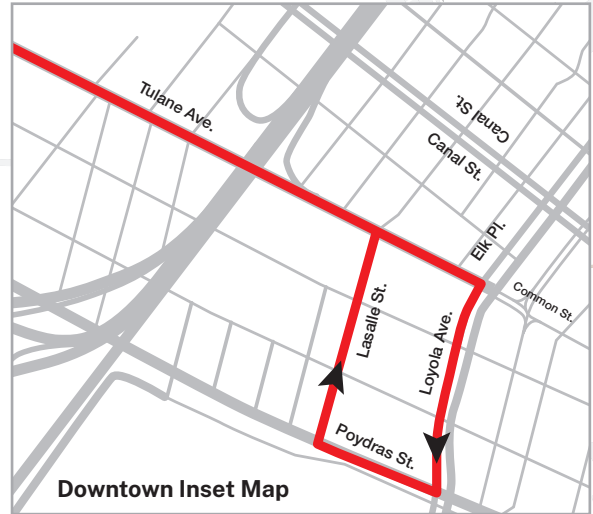 Tulane Ave.
Canal St.
Canal St.
Elk Pl.
Common St.
Lasalle St.
Loyola Ave.
Poydras St.
Downtown Inset Map